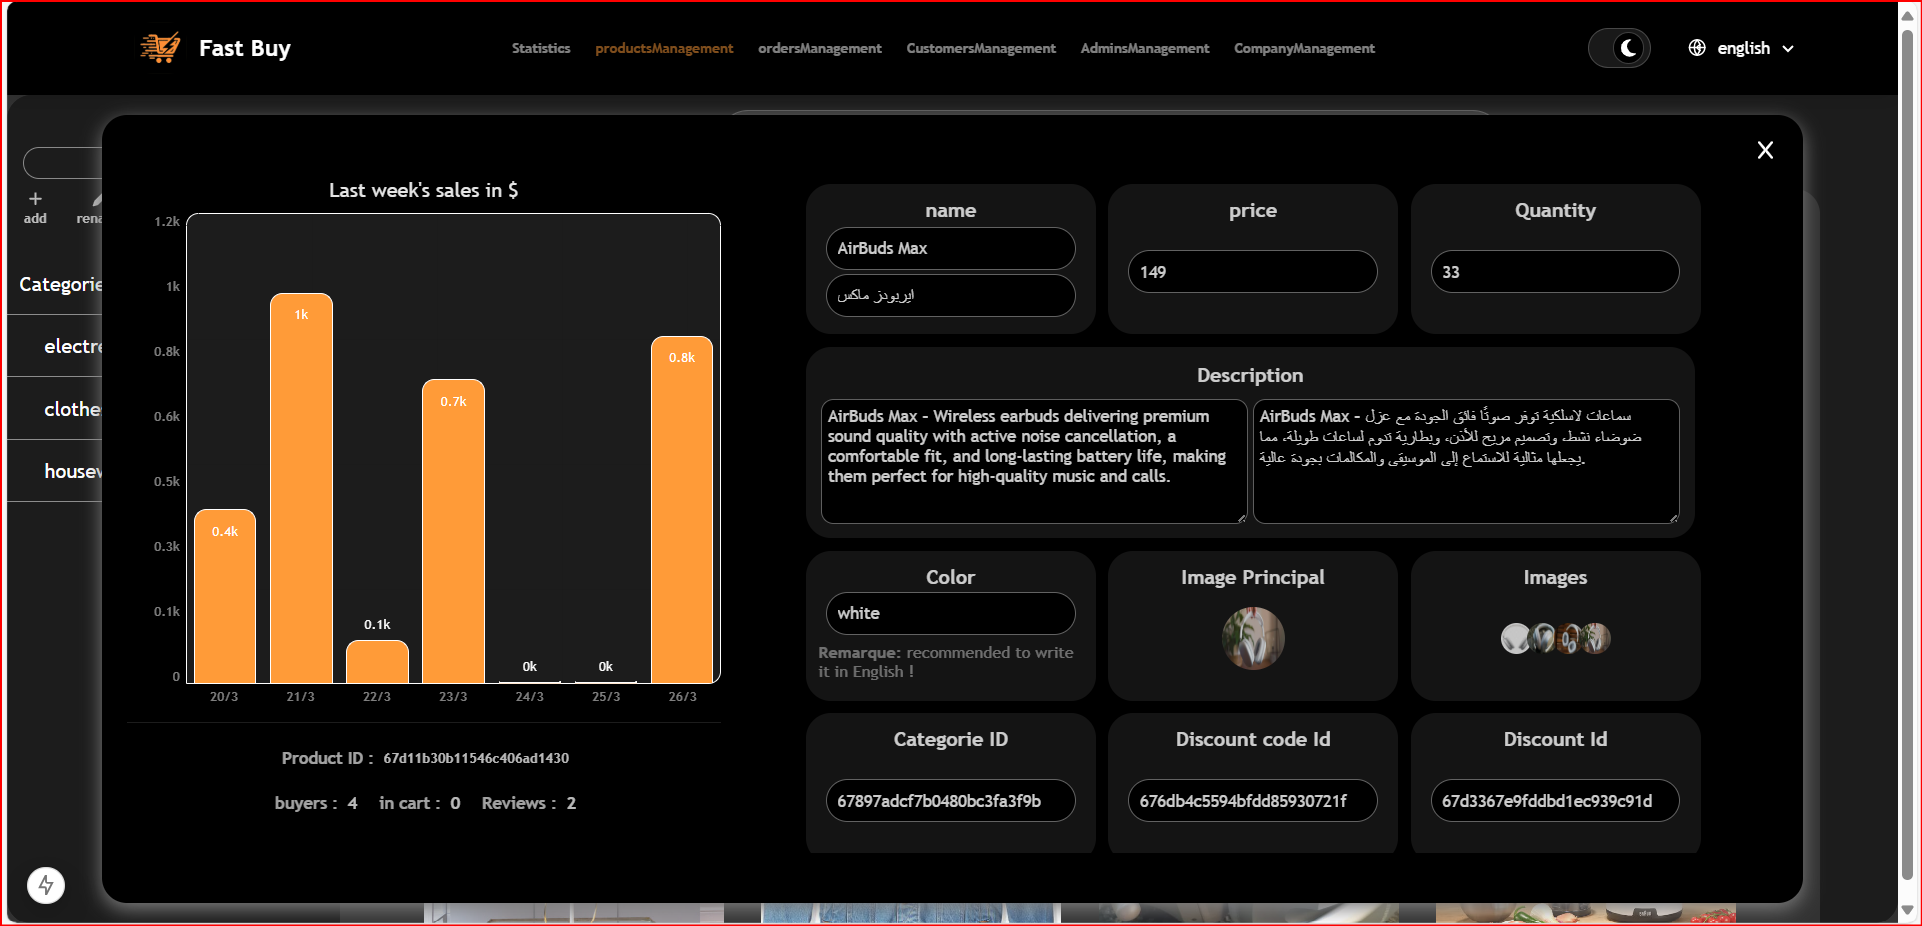 Fast Buy
Statistics
productsManagement
ordersManagement
CustomersManagement
AdminsManagement
CompanyManagement
english
add
Categorie
clothe
X
Last week's sales in $
1.2k
1k
0.8k
0.6k
0.5k
0.3k
0.1k
0
0.4k
1k
0.1k
0.7k
0k
0k
0.8k
20/3
21/3
22/3
23/3
24/3
25/3
26/3
Product ID : 67d11b30b11546c406ad1430
buyers : 4 in cart : 0 Reviews : 2
name
AirBuds Max
ايربودز ماكس
price
149
Quantity
33
Description
AirBuds Max – Wireless earbuds delivering premium
sound quality with active noise cancellation, a
comfortable fit, and long-lasting battery life, making
them perfect for high-quality music and calls.
AirBuds Max – سماعات لاسلكية توفر صوتًا فائق الجودة مع عزل
ضوضاء نشط، وتصميم مريح للأذن، وبطارية تدوم لساعات طويلة، مما
يجعلها مثالية للاستماع إلى الموسيقى والمكالمات بجودة عالية.
Color
white
Remarque: recommended to write
it in English !
Image Principal
Images
Categorie ID
67897adcf7b0480bc3fa3f9b
Discount code Id
676db4c5594bfdd85930721f
Discount Id
67d3367e9fddbd1ec939c91d